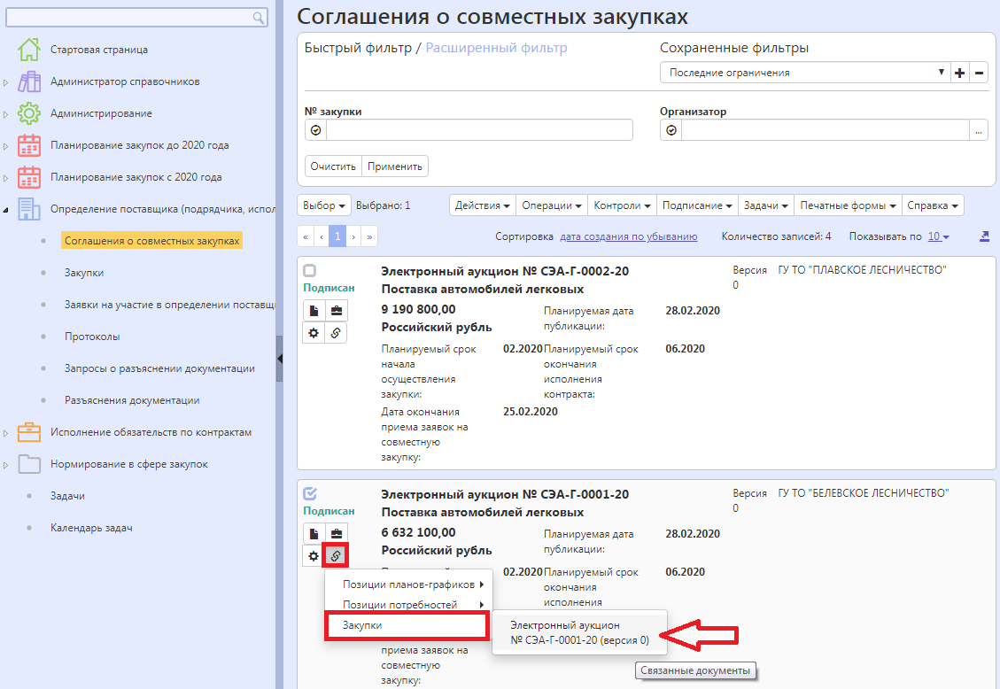 Стартовая страница
Администратор справочников
Администрирование
Планирование закупок до 2020 года
Планирование закупок с 2020 года
Определение поставщика (подрядчика, испол
Соглашения о совместных закупках
Закупки
Заявки на участие в определении поставщ
Протоколы
Запросы о разъяснении документации
Разъяснения документации
Исполнение обязательств по контрактам
Нормирование в сфере закупок
Задачи
Календарь задач
Соглашения о совместных закупках
Быстрый фильтр / Расширенный фильтр
Сохраненные фильтры
Последние ограничения
№ закупки
Организатор
...
Очистить Применить
Выбор Выбрано: 1 Действия Операции Контроли Подписание Задачи Печатные формы Справка
« ‹ 1 › » Сортировка дата создания по убыванию Количество записей: 4 Показывать по 10
Подписан
Электронный аукцион № СЭА-Г-0002-20
Поставка автомобилей легковых
9 190 800,00
Российский рубль
Планируемая дата
публикации:
28.02.2020
Планируемый срок
начала
осуществления
закупки:
02.2020
Планируемый срок
окончания
исполнения
контракта:
06.2020
Дата окончания
приема заявок на
совместную
закупку:
25.02.2020
Версия
0
ГУ ТО "ПЛАВСКОЕ ЛЕСНИЧЕСТВО"
Подписан
Электронный аукцион № СЭА-Г-0001-20
Поставка автомобилей легковых
6 632 100,00
Российский рубль
Планируемая дата
публикации:
28.02.2020
02.2020
Планируемый срок
окончания
исполнения
06.2020
Версия
0
ГУ ТО "БЕЛЕВСКОЕ ЛЕСНИЧЕСТВО"
Позиции планов-графиков
Позиции потребностей
Закупки
Электронный аукцион
№ СЭА-Г-0001-20 (версия 0)
приема заявок на
совместную
закупку:
Связанные документы